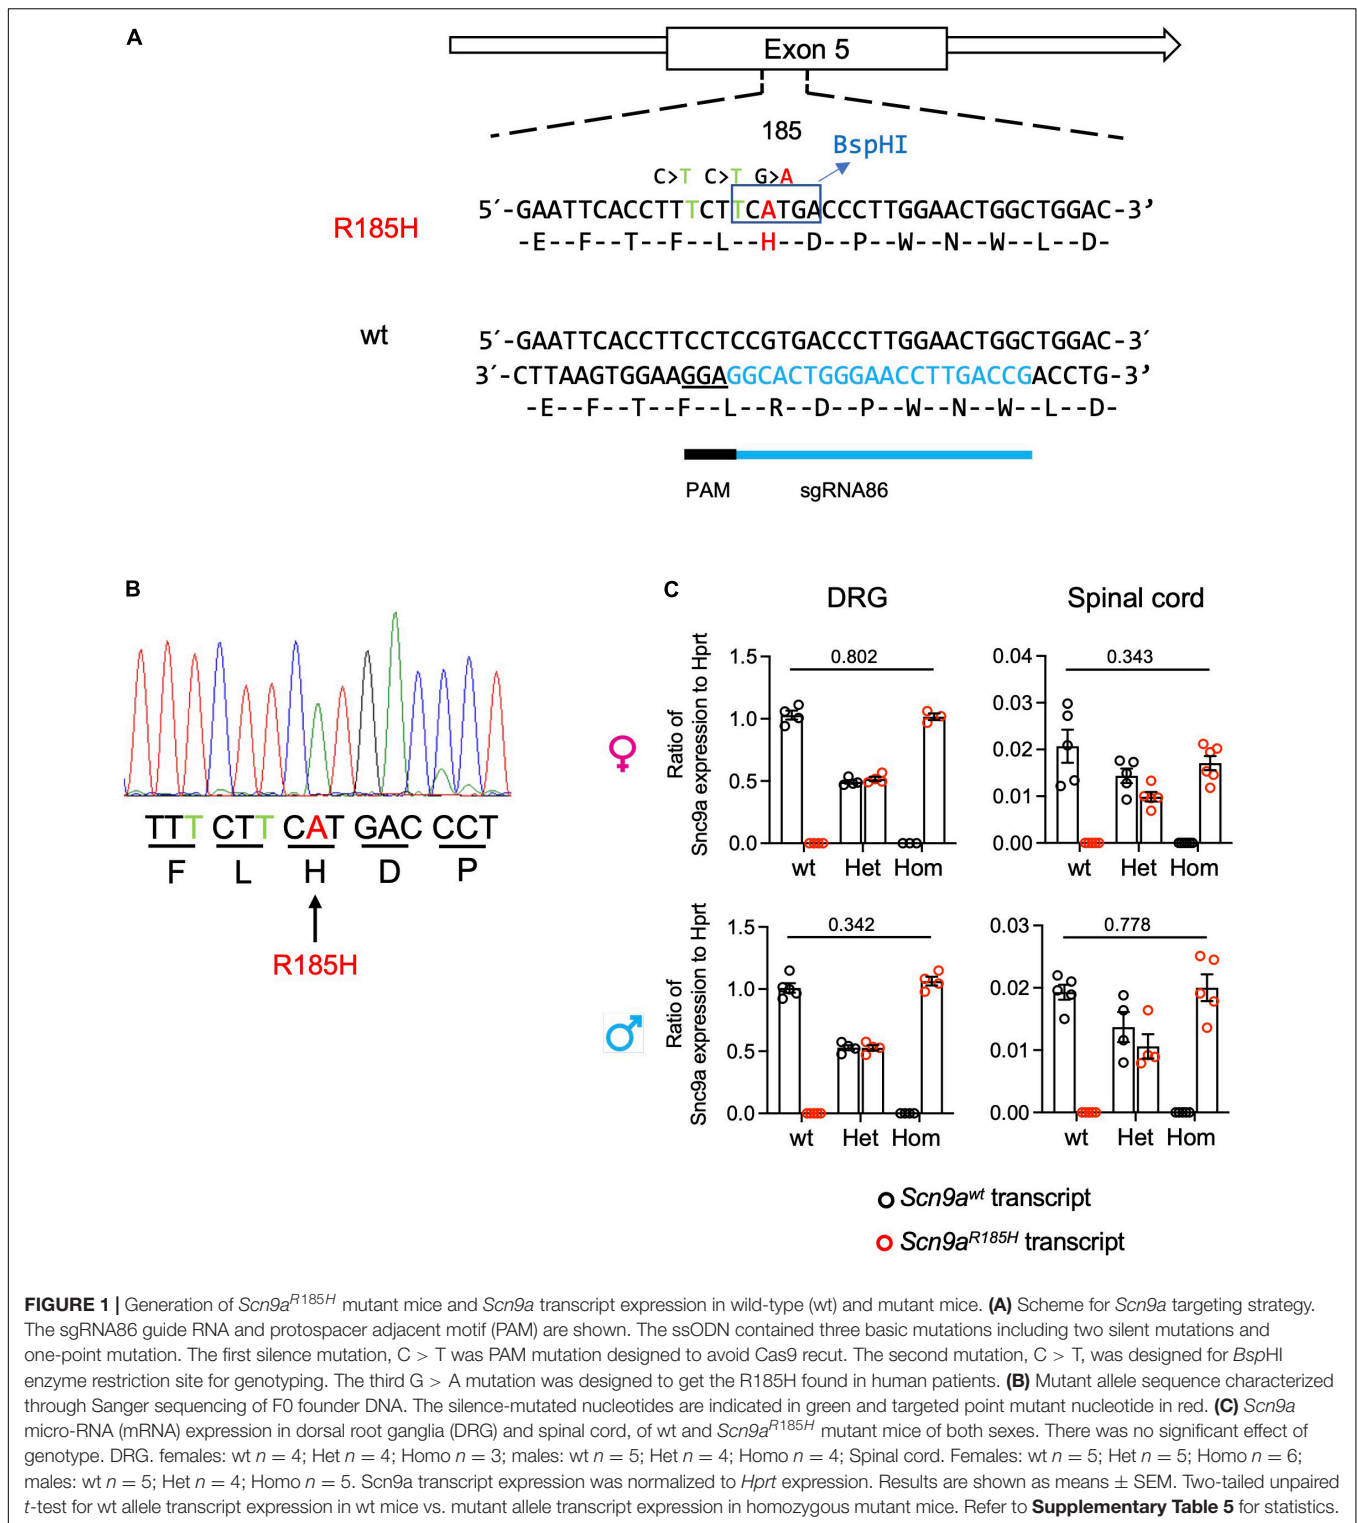 A
Exon 5
185
BspHI
C>T C>T G>A
5´-GAATTCACCTTTCTTCATGACCCTTGGAACTGGCTGGAC-3’
R185H
-E--F--T--F--L--H--D--P--W--N--W--L--D-
wt
5´-GAATTCACCTTCCTCCGTGACCCTTGGAACTGGCTGGAC-3´
3´-CTTAAGTGGAAGGAGGCACTGGGAACCTTGACCGACCTG-3’
-E--F--T--F--L--R--D--P--W--N--W--L--D-
PAM sgRNA86
B
TTT CTT CAT GAC CCT
F L H D P
R185H
C
DRG Spinal cord
Ratio of
Snc9a expression to Hprt
1.5
1.0
0.5
0.0
0.802
wt Het Hom
0.04
0.03
0.02
0.01
0.00
0.343
wt Het Hom
♀
Ratio of
Snc9a expression to Hprt
1.5
1.0
0.5
0.0
0.342
wt Het Hom
0.03
0.02
0.01
0.00
0.778
wt Het Hom
♂
Scn9awt transcript
Scn9aR185H transcript
FIGURE 1 | Generation of Scn9aR185H mutant mice and Scn9a transcript expression in wild-type (wt) and mutant mice. (A) Scheme for Scn9a targeting strategy.
The sgRNA86 guide RNA and protospacer adjacent motif (PAM) are shown. The ssODN contained three basic mutations including two silent mutations and
one-point mutation. The first silence mutation, C > T was PAM mutation designed to avoid Cas9 recut. The second mutation, C > T, was designed for BspHI
enzyme restriction site for genotyping. The third G > A mutation was designed to get the R185H found in human patients. (B) Mutant allele sequence characterized
through Sanger sequencing of F0 founder DNA. The silence-mutated nucleotides are indicated in green and targeted point mutant nucleotide in red. (C) Scn9a
micro-RNA (mRNA) expression in dorsal root ganglia (DRG) and spinal cord, of wt and Scn9aR185H mutant mice of both sexes. There was no significant effect of
genotype. DRG. females: wt n = 4; Het n = 4; Homo n = 3; males: wt n = 5; Het n = 4; Homo n = 4; Spinal cord. Females: wt n = 5; Het n = 5; Homo n = 6;
males: wt n = 5; Het n = 4; Homo n = 5. Scn9a transcript expression was normalized to Hprt expression. Results are shown as means ± SEM. Two-tailed unpaired
t-test for wt allele transcript expression in wt mice vs. mutant allele transcript expression in homozygous mutant mice. Refer to Supplementary Table 5 for statistics.